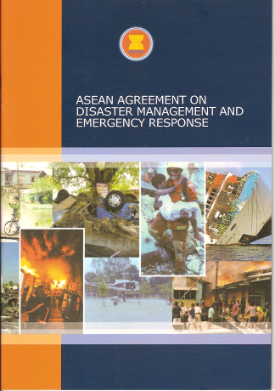 ASEAN AGREEMENT ON
DISASTER MANAGEMENT AND
EMERGENCY RESPONSE